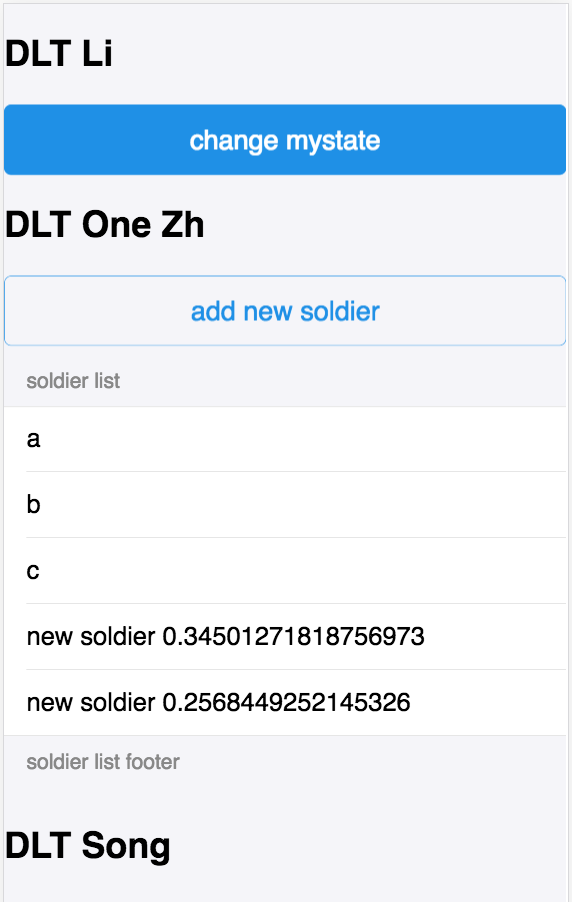 DLT Li
change mystate
DLT One Zh
add new soldier
soldier list
a
b
c
new soldier 0.34501271818756973
new soldier 0.2568449252145326
soldier list footer
DLT Song